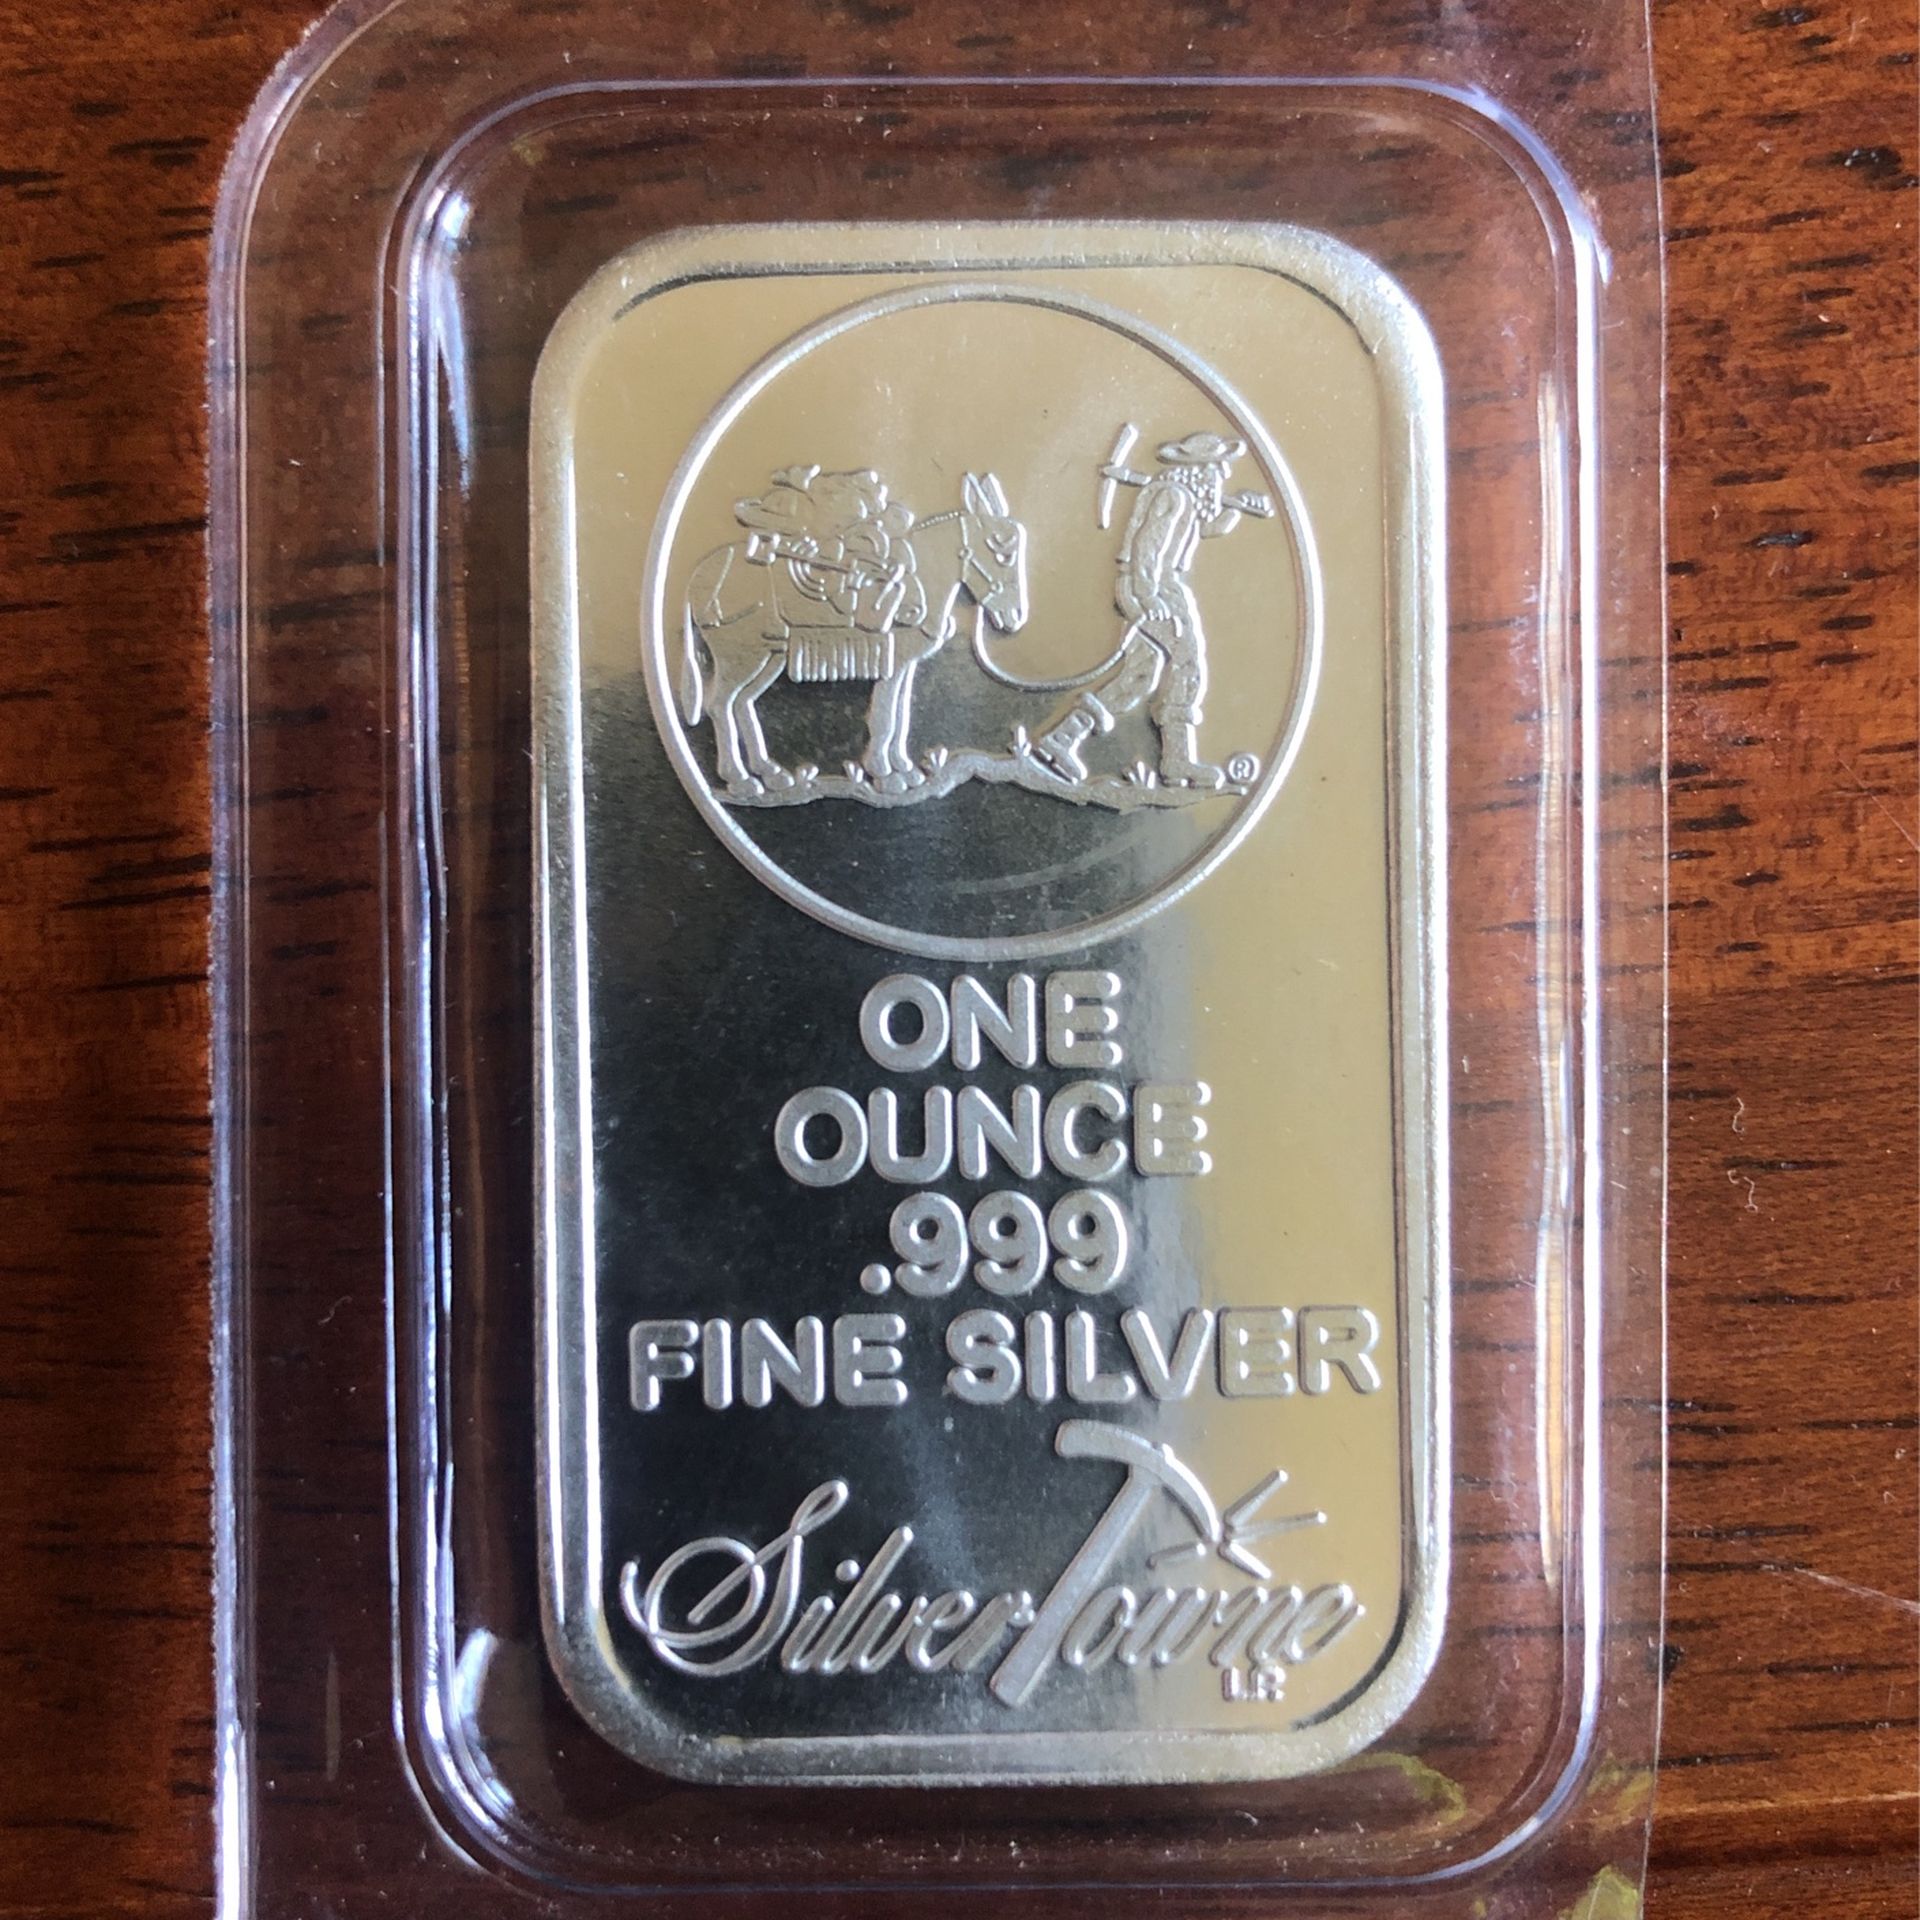 ®
ONE
OUNCE
.999
FINE SILVER
SilverTowne
L.P.